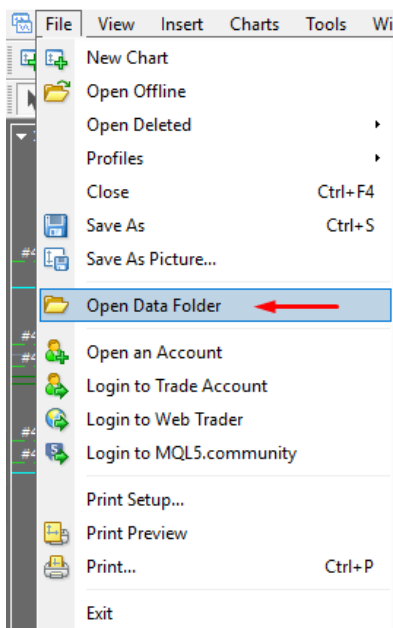 File View Insert Charts Tools Wi
New Chart
Open Offline
Open Deleted
Profiles
Close Ctrl+F4
Save As Ctrl+S
Save As Picture...
Open Data Folder
Open an Account
Login to Trade Account
Login to Web Trader
Login to MQL5.community
Print Setup...
Print Preview
Print... Ctrl+P
Exit